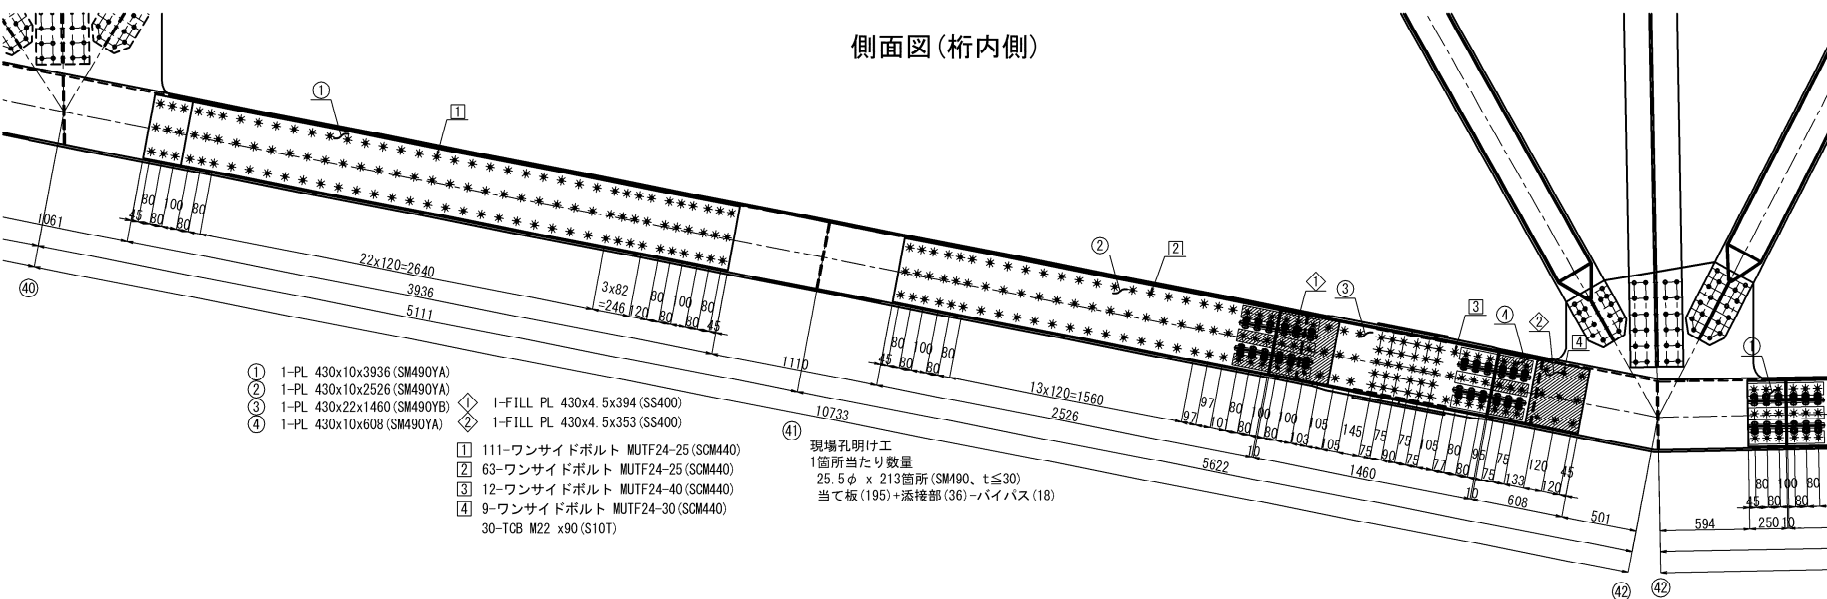 側面図(桁内側)
① 1
45 80 80 100 80 80
1061
22x120=2640
3x82
=246 120 80 80 100 80 80 45
3936
5111
1110
10733
㊵
㊶
② 2
1 ③ 3 ④ 2 4
①
45 80 80 100 80 80
13x120=1560
97 97 101 80 80 100 80 100 103 105 105 145 75 75 90 75 75 105 77 80 80 95 75 75 133 120 120 45
2526
10
1460
10
608
501
5622
㊷ ㊷
80 100 80
45 80 80
594 250 10
① 1-PL 430x10x3936(SM490YA)
② 1-PL 430x10x2526(SM490YA)
③ 1-PL 430x22x1460(SM490YB)
④ 1-PL 430x10x608(SM490YA)
1 1-FILL PL 430x4.5x394(SS400)
2 1-FILL PL 430x4.5x353(SS400)
1 111-ワンサイドボルト MUTF24-25(SCM440)
2 63-ワンサイドボルト MUTF24-25(SCM440)
3 12-ワンサイドボルト MUTF24-40(SCM440)
4 9-ワンサイドボルト MUTF24-30(SCM440)
30-TCB M22 x90(S10T)
現場孔明け工
1箇所当たり数量
25.5φ x 213箇所(SM490、t≦30)
当て板(195)+添接部(36)-バイパス(18)